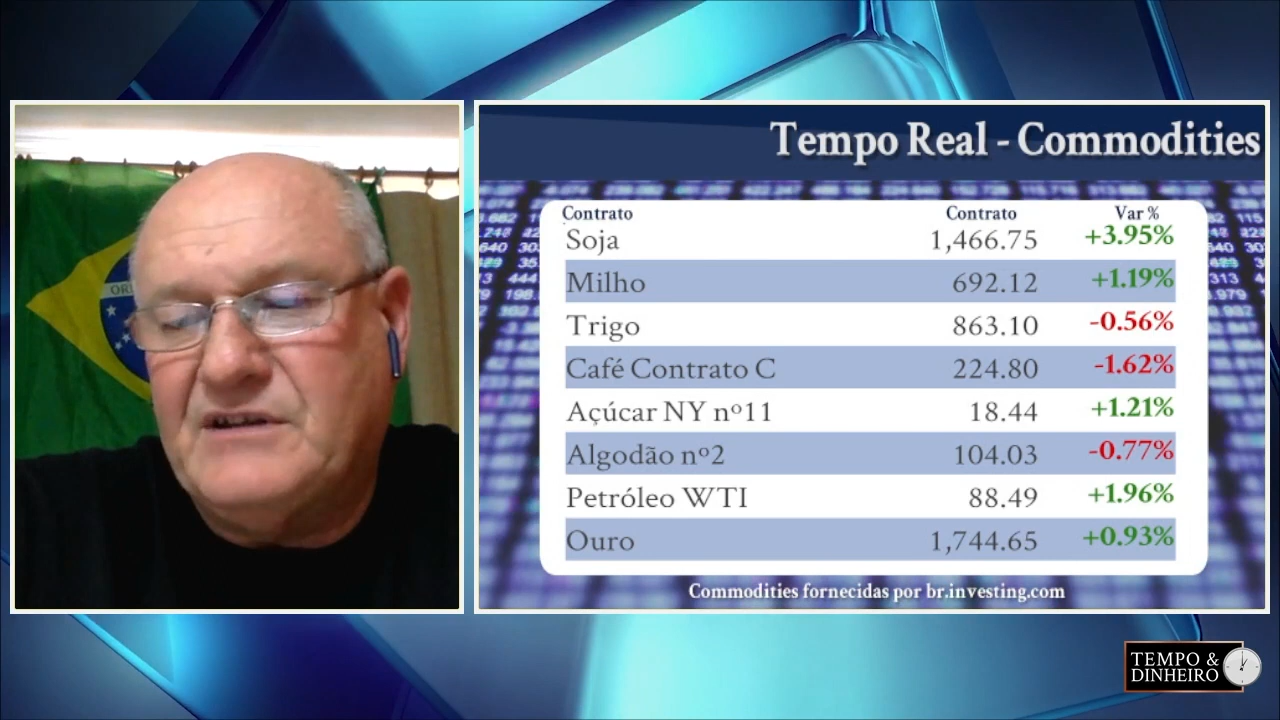 Tempo Real - Commodities
Contrato Contrato Var %
Soja 1,466.75 +3.95%
Milho 692.12 +1.19%
Trigo 863.10 -0.56%
Café Contrato C 224.80 -1.62%
Açúcar NY nº11 18.44 +1.21%
Algodão nº2 104.03 -0.77%
Petróleo WTI 88.49 +1.96%
Ouro 1,744.65 +0.93%
Commodities fornecidas por br.investing.com
TEMPO &
DINHEIRO